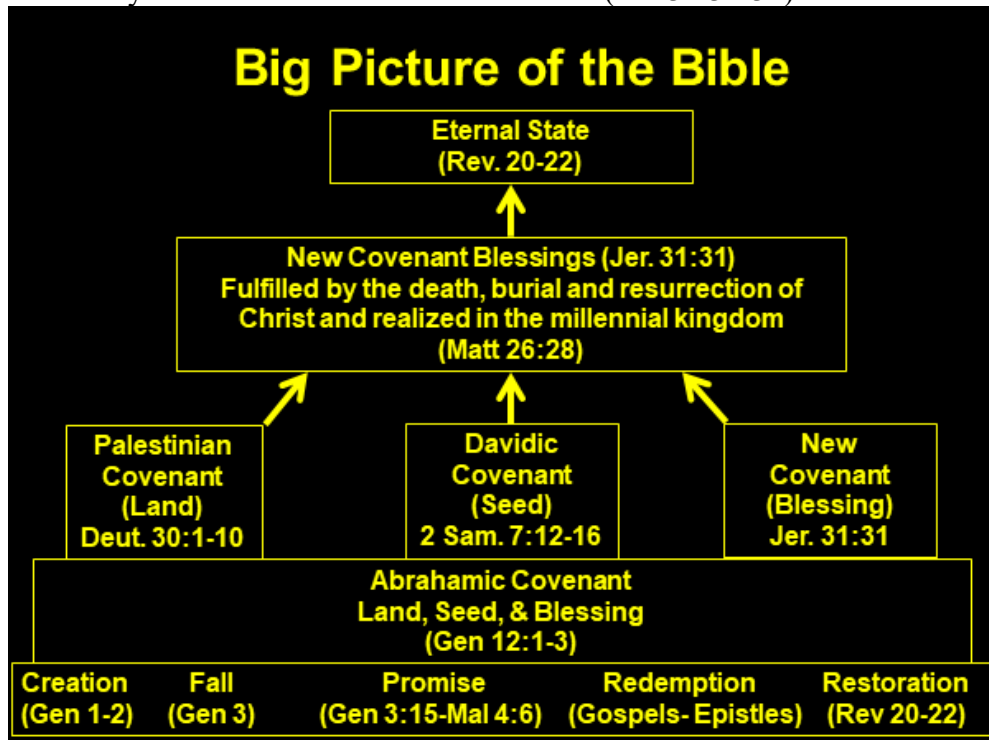 Big Picture of the Bible
Eternal State
(Rev. 20-22)
New Covenant Blessings (Jer. 31:31)
Fulfilled by the death, burial and resurrection of
Christ and realized in the millennial kingdom
(Matt 26:28)
Palestinian
Covenant
(Land)
Deut. 30:1-10
Davidic
Covenant
(Seed)
2 Sam. 7:12-16
New
Covenant
(Blessing)
Jer. 31:31
Abrahamic Covenant
Land, Seed, & Blessing
(Gen 12:1-3)
Creation
(Gen 1-2)
Fall
(Gen 3)
Promise
(Gen 3:15-Mal 4:6)
Redemption
(Gospels- Epistles)
Restoration
(Rev 20-22)